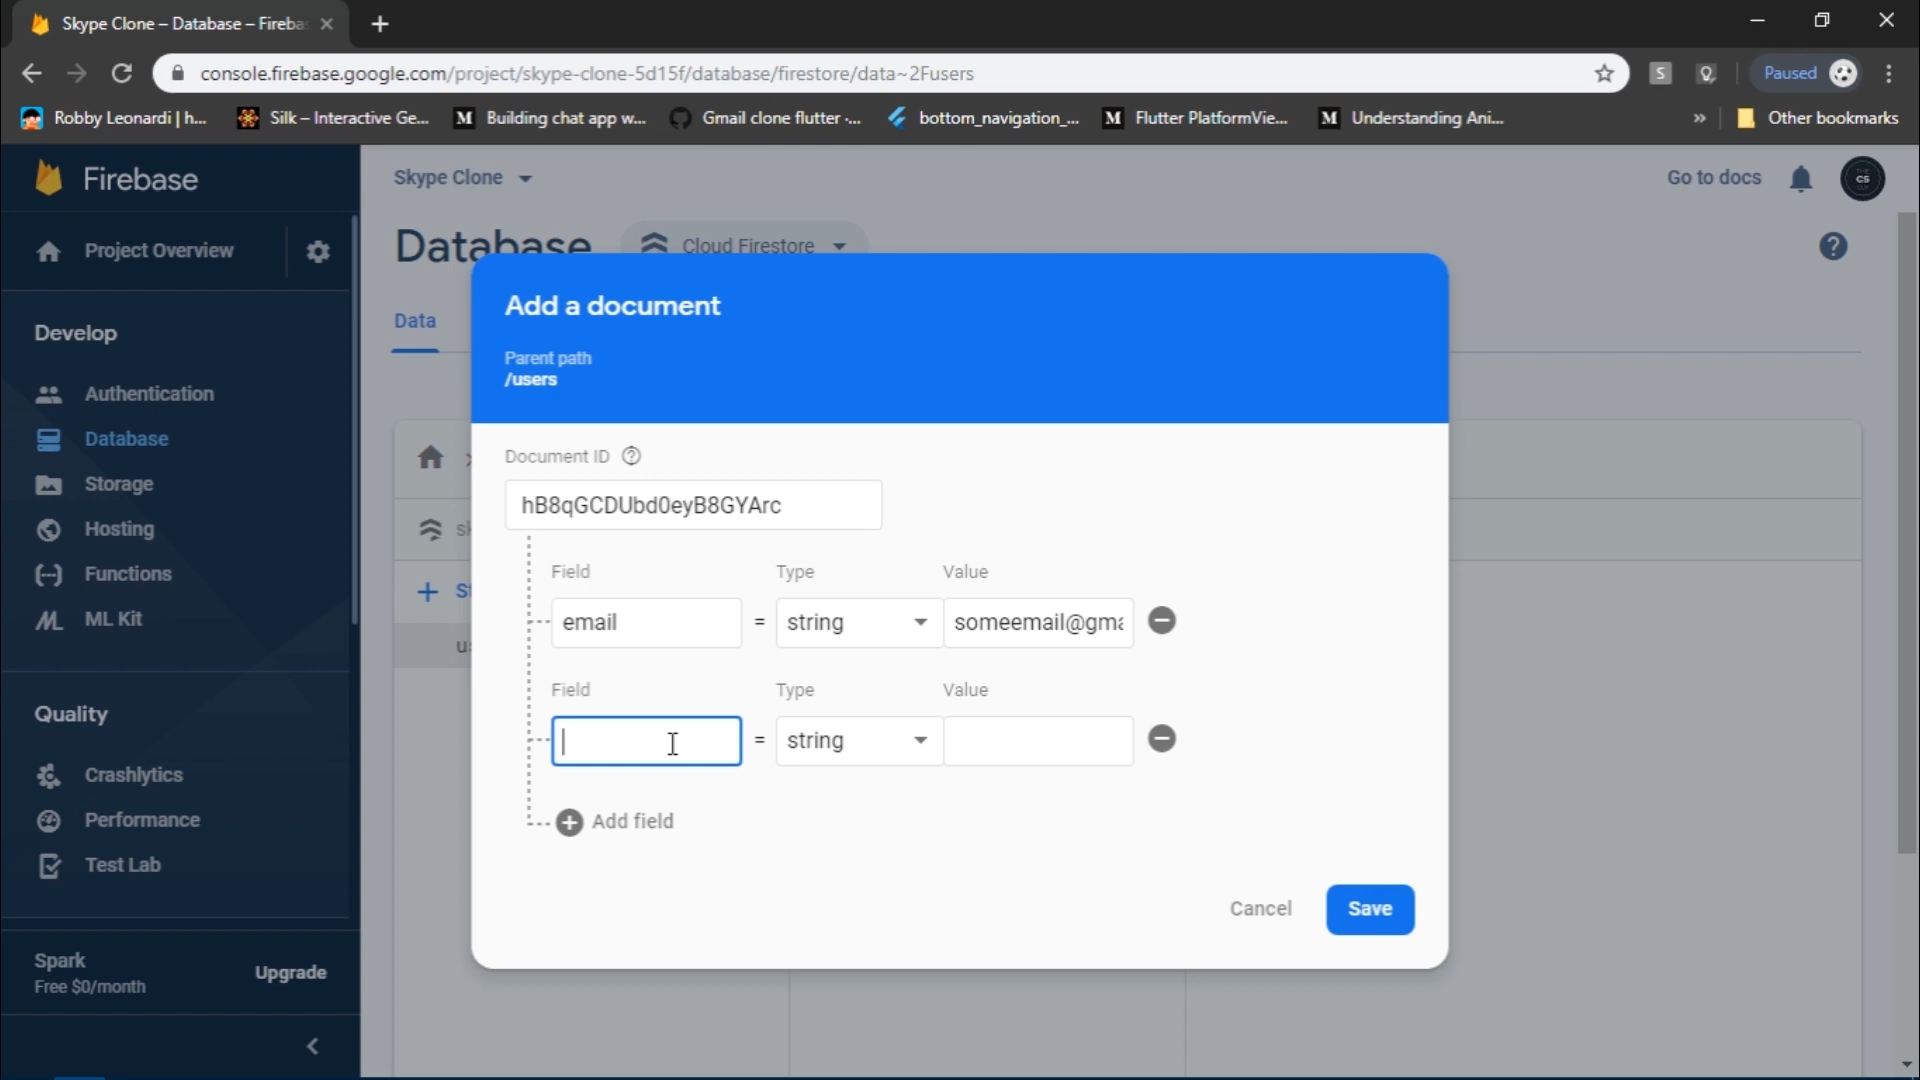 Skype Clone – Database – Fireba
console.firebase.google.com/project/skype-clone-5d15f/database/firestore/data~2Fusers
S
Paused
Robby Leonardi | h...
Silk – Interactive Ge...
M Building chat app w...
Gmail clone flutter ·...
bottom_navigation_...
M Flutter PlatformVie...
M Understanding Ani...
»
Other bookmarks
Firebase
Skype Clone
Go to docs
CS
Project Overview
Database
Cloud Firestore
Develop
Data
Authentication
Database
Storage
Hosting
Functions
ML Kit
Quality
Crashlytics
Performance
Test Lab
Spark
Free $0/month
Upgrade
Add a document
Parent path
/users
Document ID
hB8qGCDUbd0eyB8GYArc
Field Type Value
email = string someemail@gma
Field Type Value
= string
Add field
Cancel Save